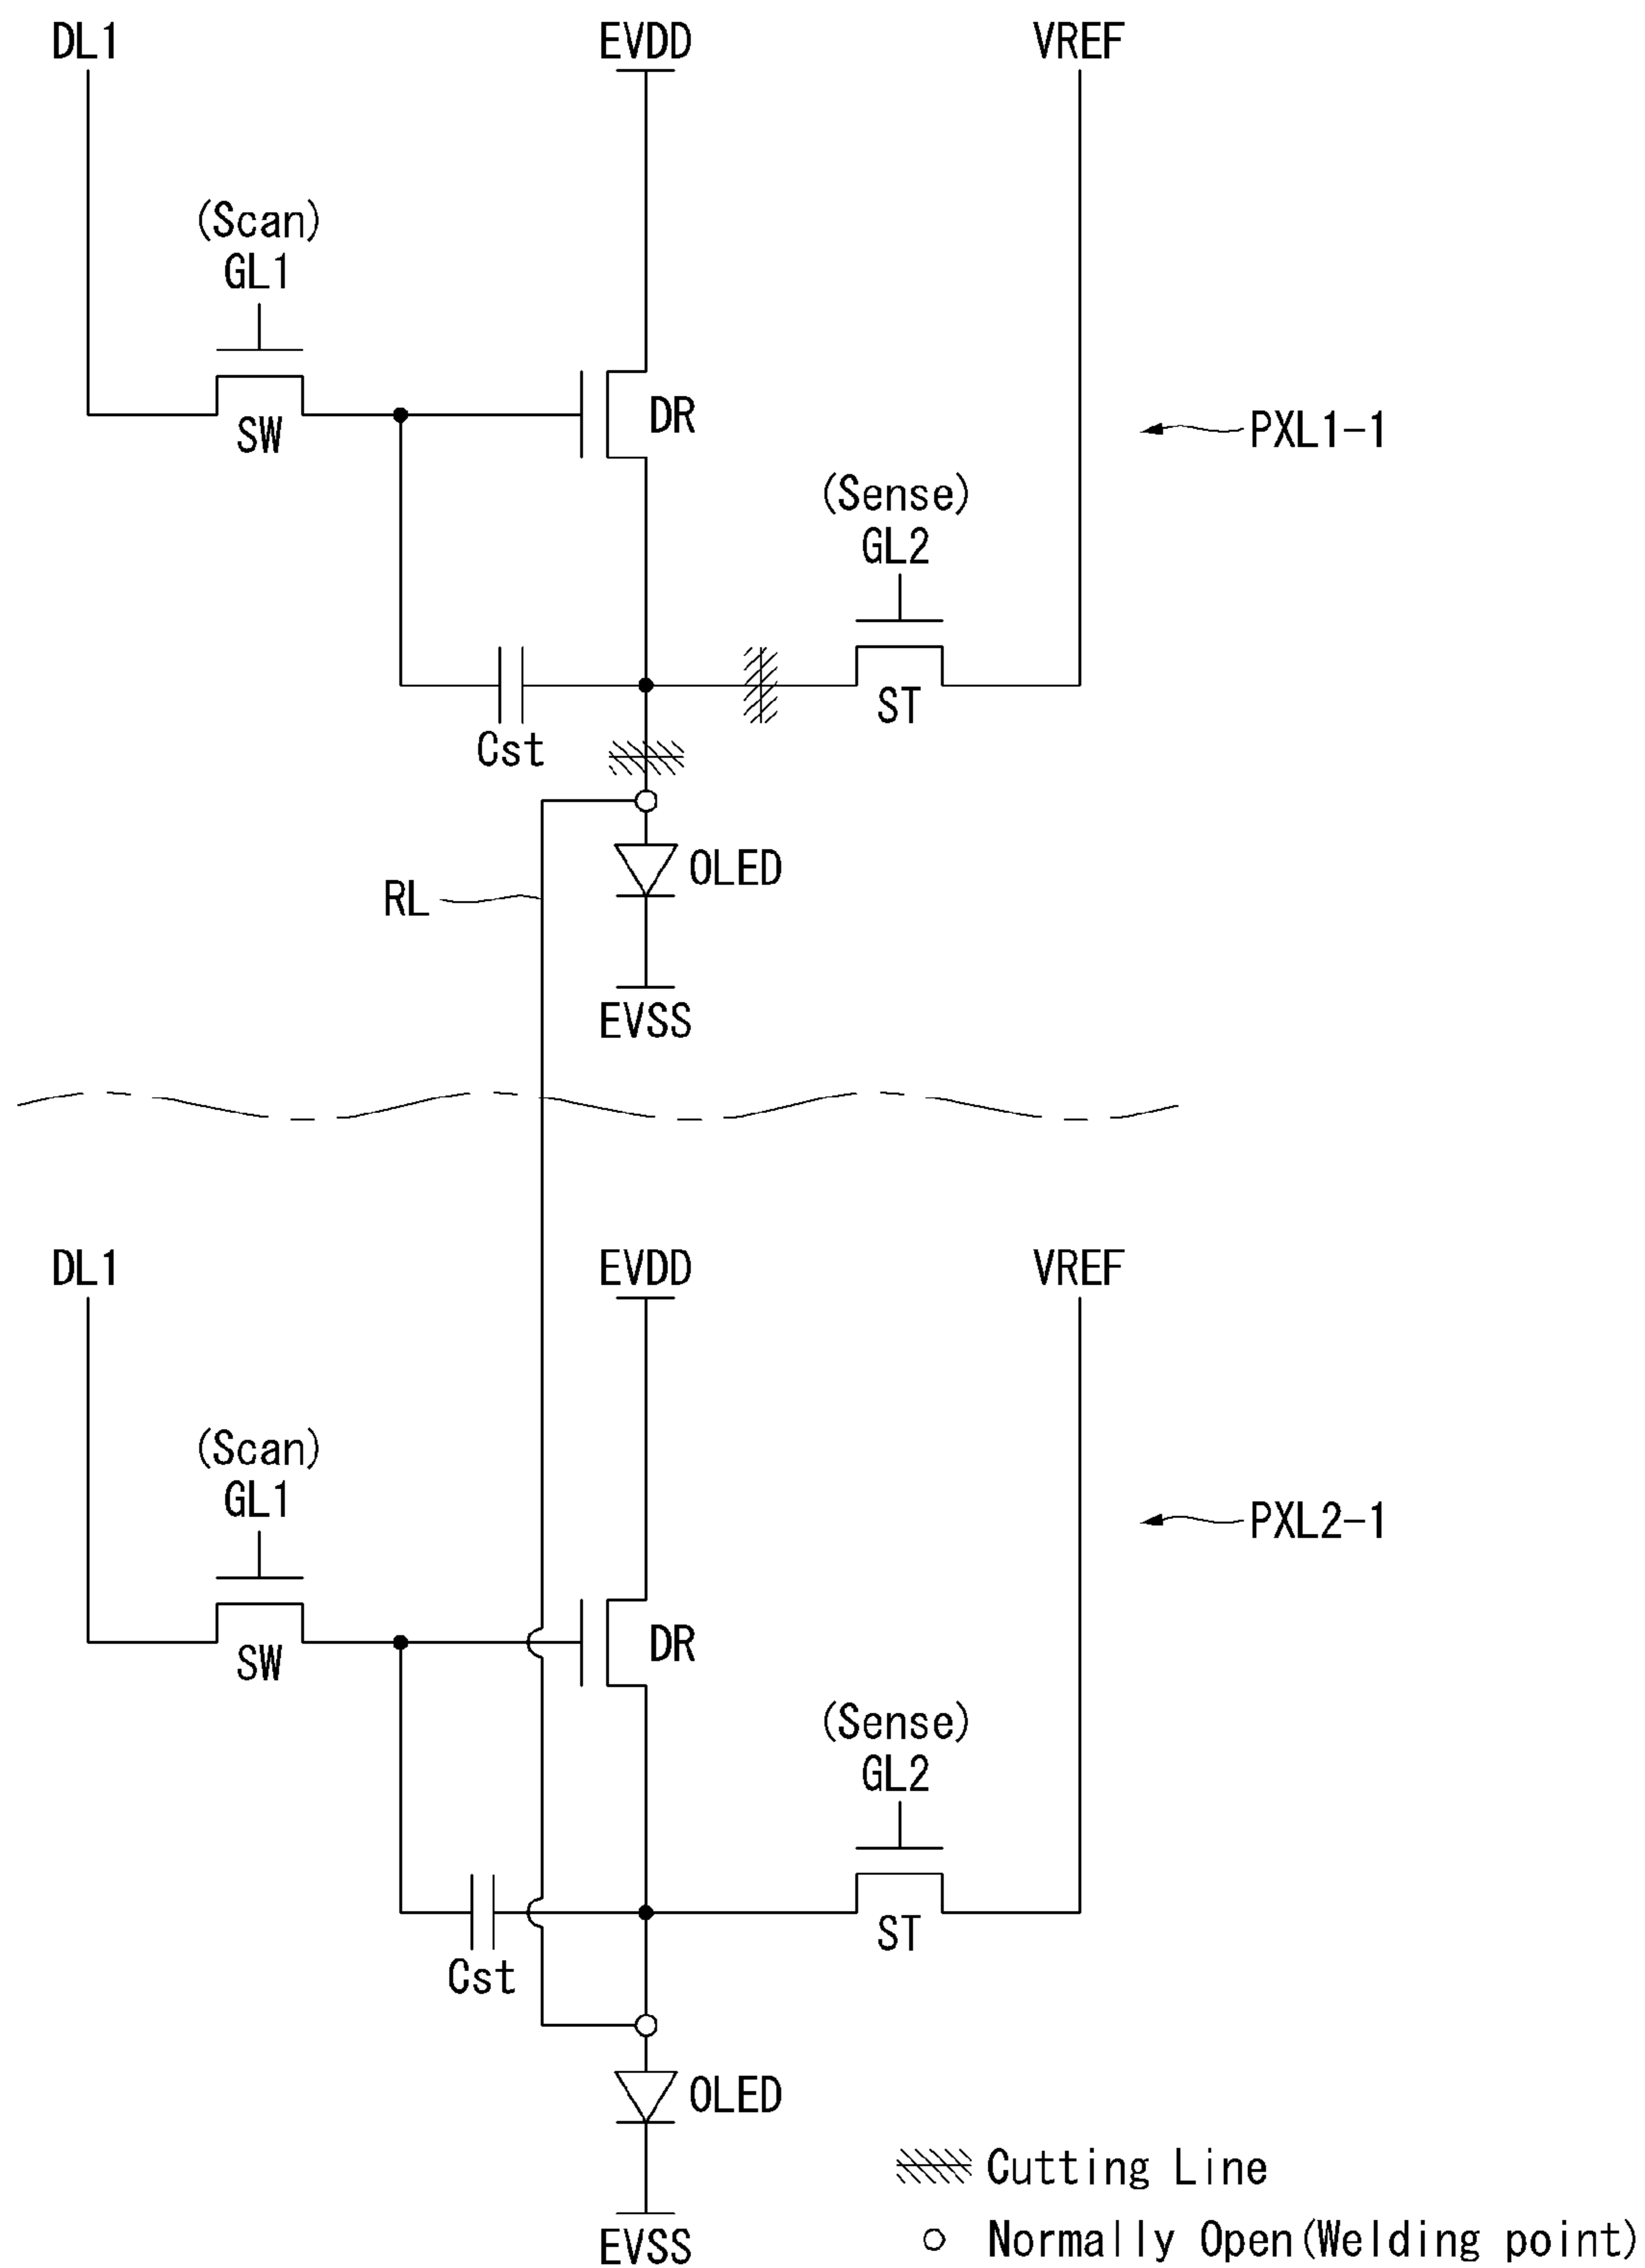 DL1
EVDD
VREF
(Scan)
GL1
SW
DR
PXL1-1
(Sense)
GL2
ST
Cst
OLED
RL
EVSS
DL1
EVDD
VREF
(Scan)
GL1
SW
DR
PXL2-1
(Sense)
GL2
ST
Cst
OLED
EVSS
Cutting Line
Normally Open(Welding point)